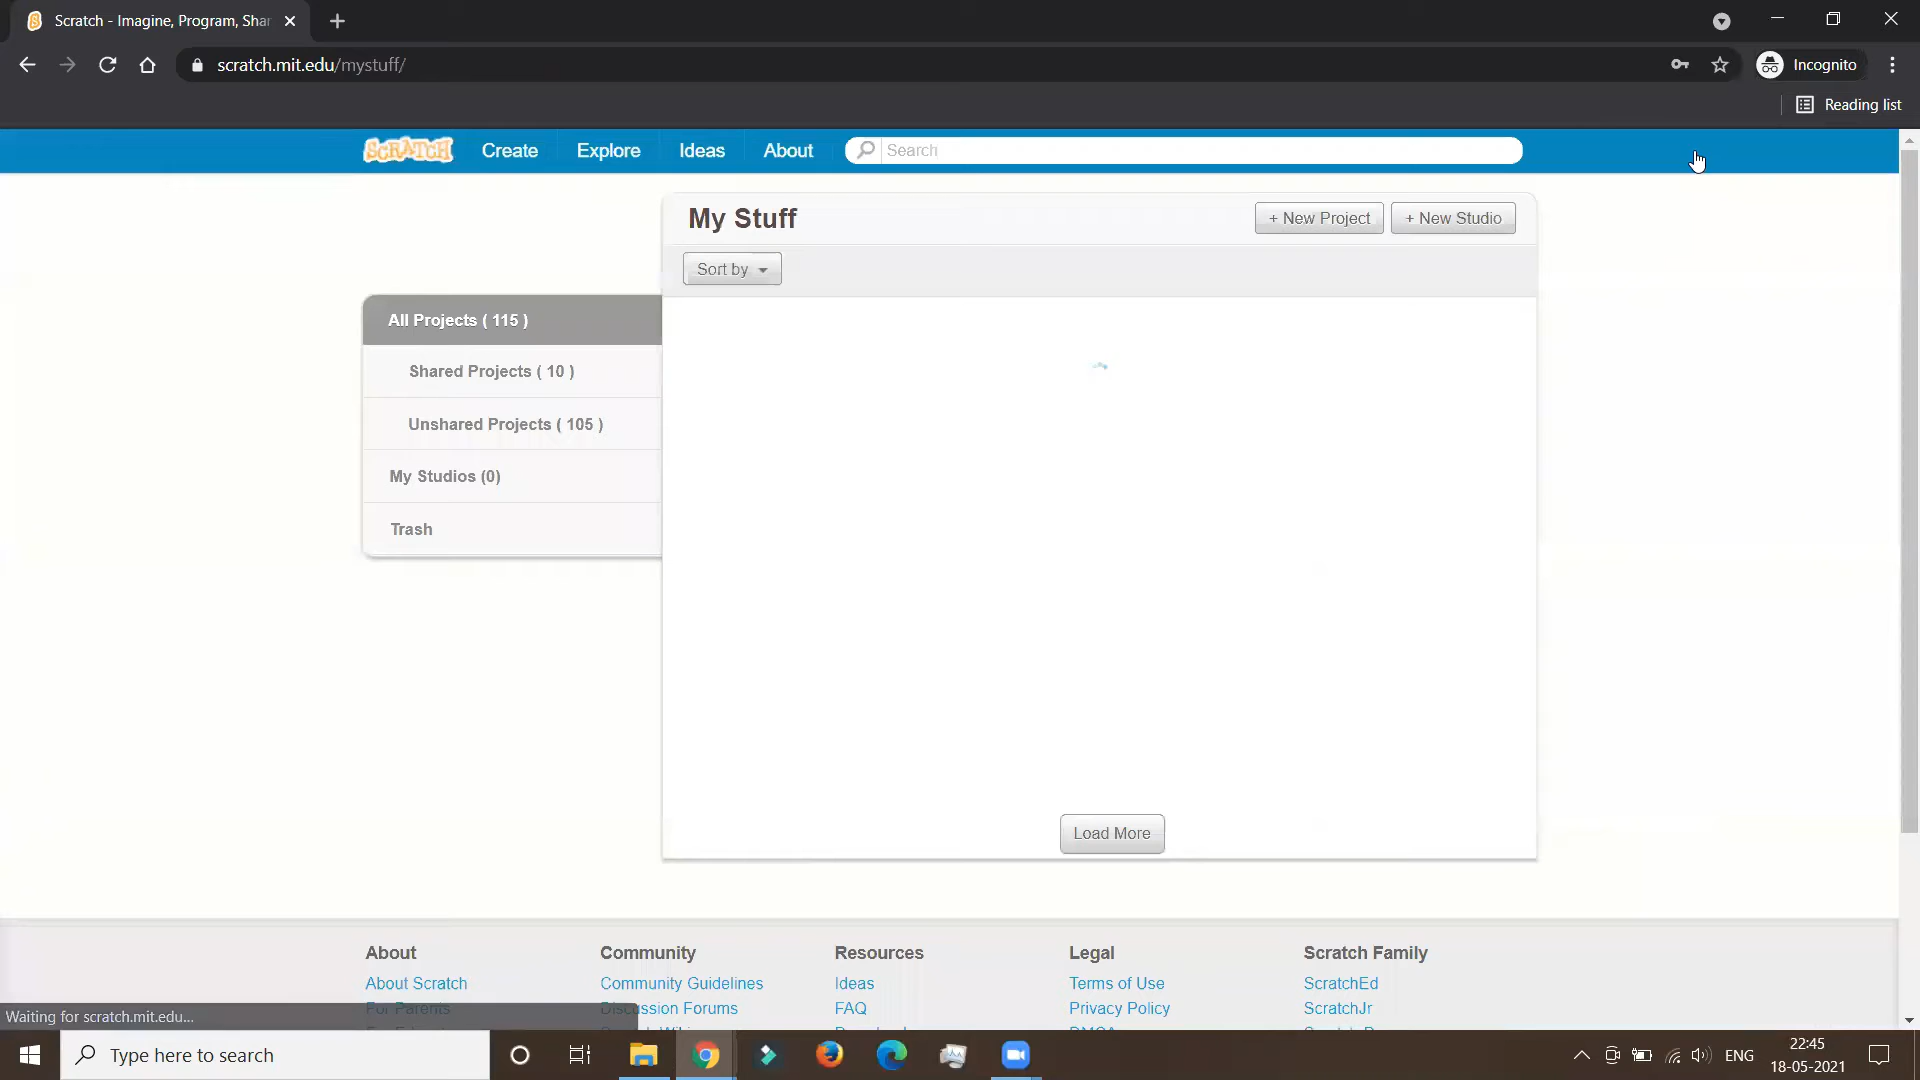 Scratch - Imagine, Program, Shar
scratch.mit.edu/mystuff/
Incognito
Reading list
SCRATCH
Create
Explore
Ideas
About
Search
My Stuff
+ New Project
+ New Studio
Sort by
All Projects ( 115 )
Shared Projects ( 10 )
Unshared Projects ( 105 )
My Studios (0)
Trash
Load More
About
Community
Resources
Legal
Scratch Family
About Scratch
Community Guidelines
Ideas
Terms of Use
ScratchEd
For Parents
Discussion Forums
FAQ
Privacy Policy
ScratchJr
Waiting for scratch.mit.edu...
Type here to search
ENG
22:45
18-05-2021